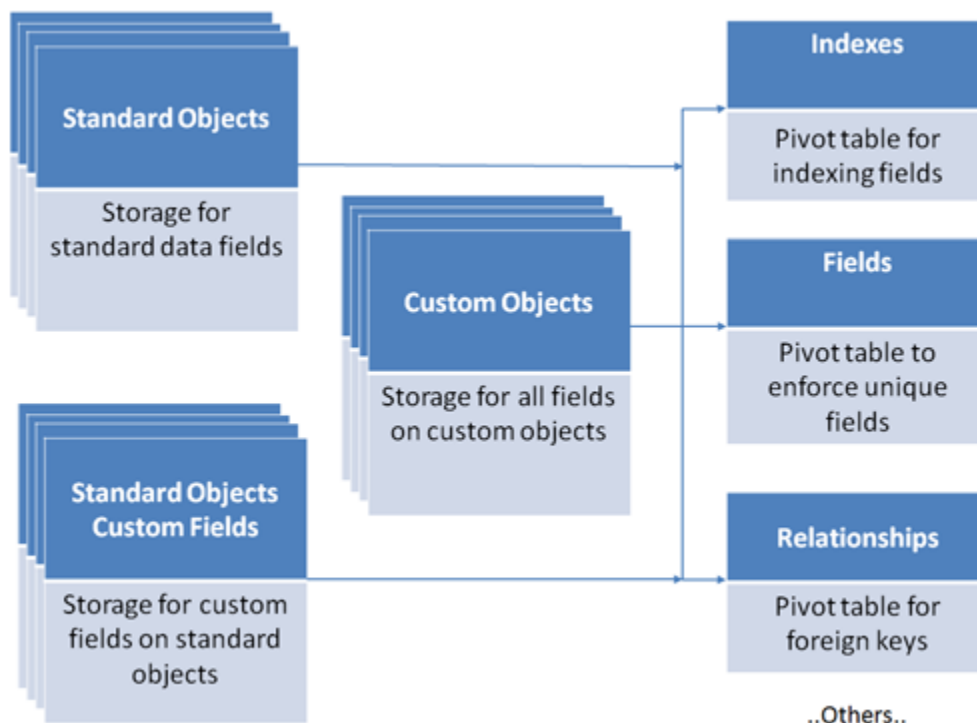 Standard Objects
Storage for
standard data fields
Custom Objects
Storage for all fields
on custom objects
Standard Objects
Custom Fields
Storage for custom
fields on standard
objects
Indexes
Pivot table for
indexing fields
Fields
Pivot table to
enforce unique
fields
Relationships
Pivot table for
foreign keys
..Others..